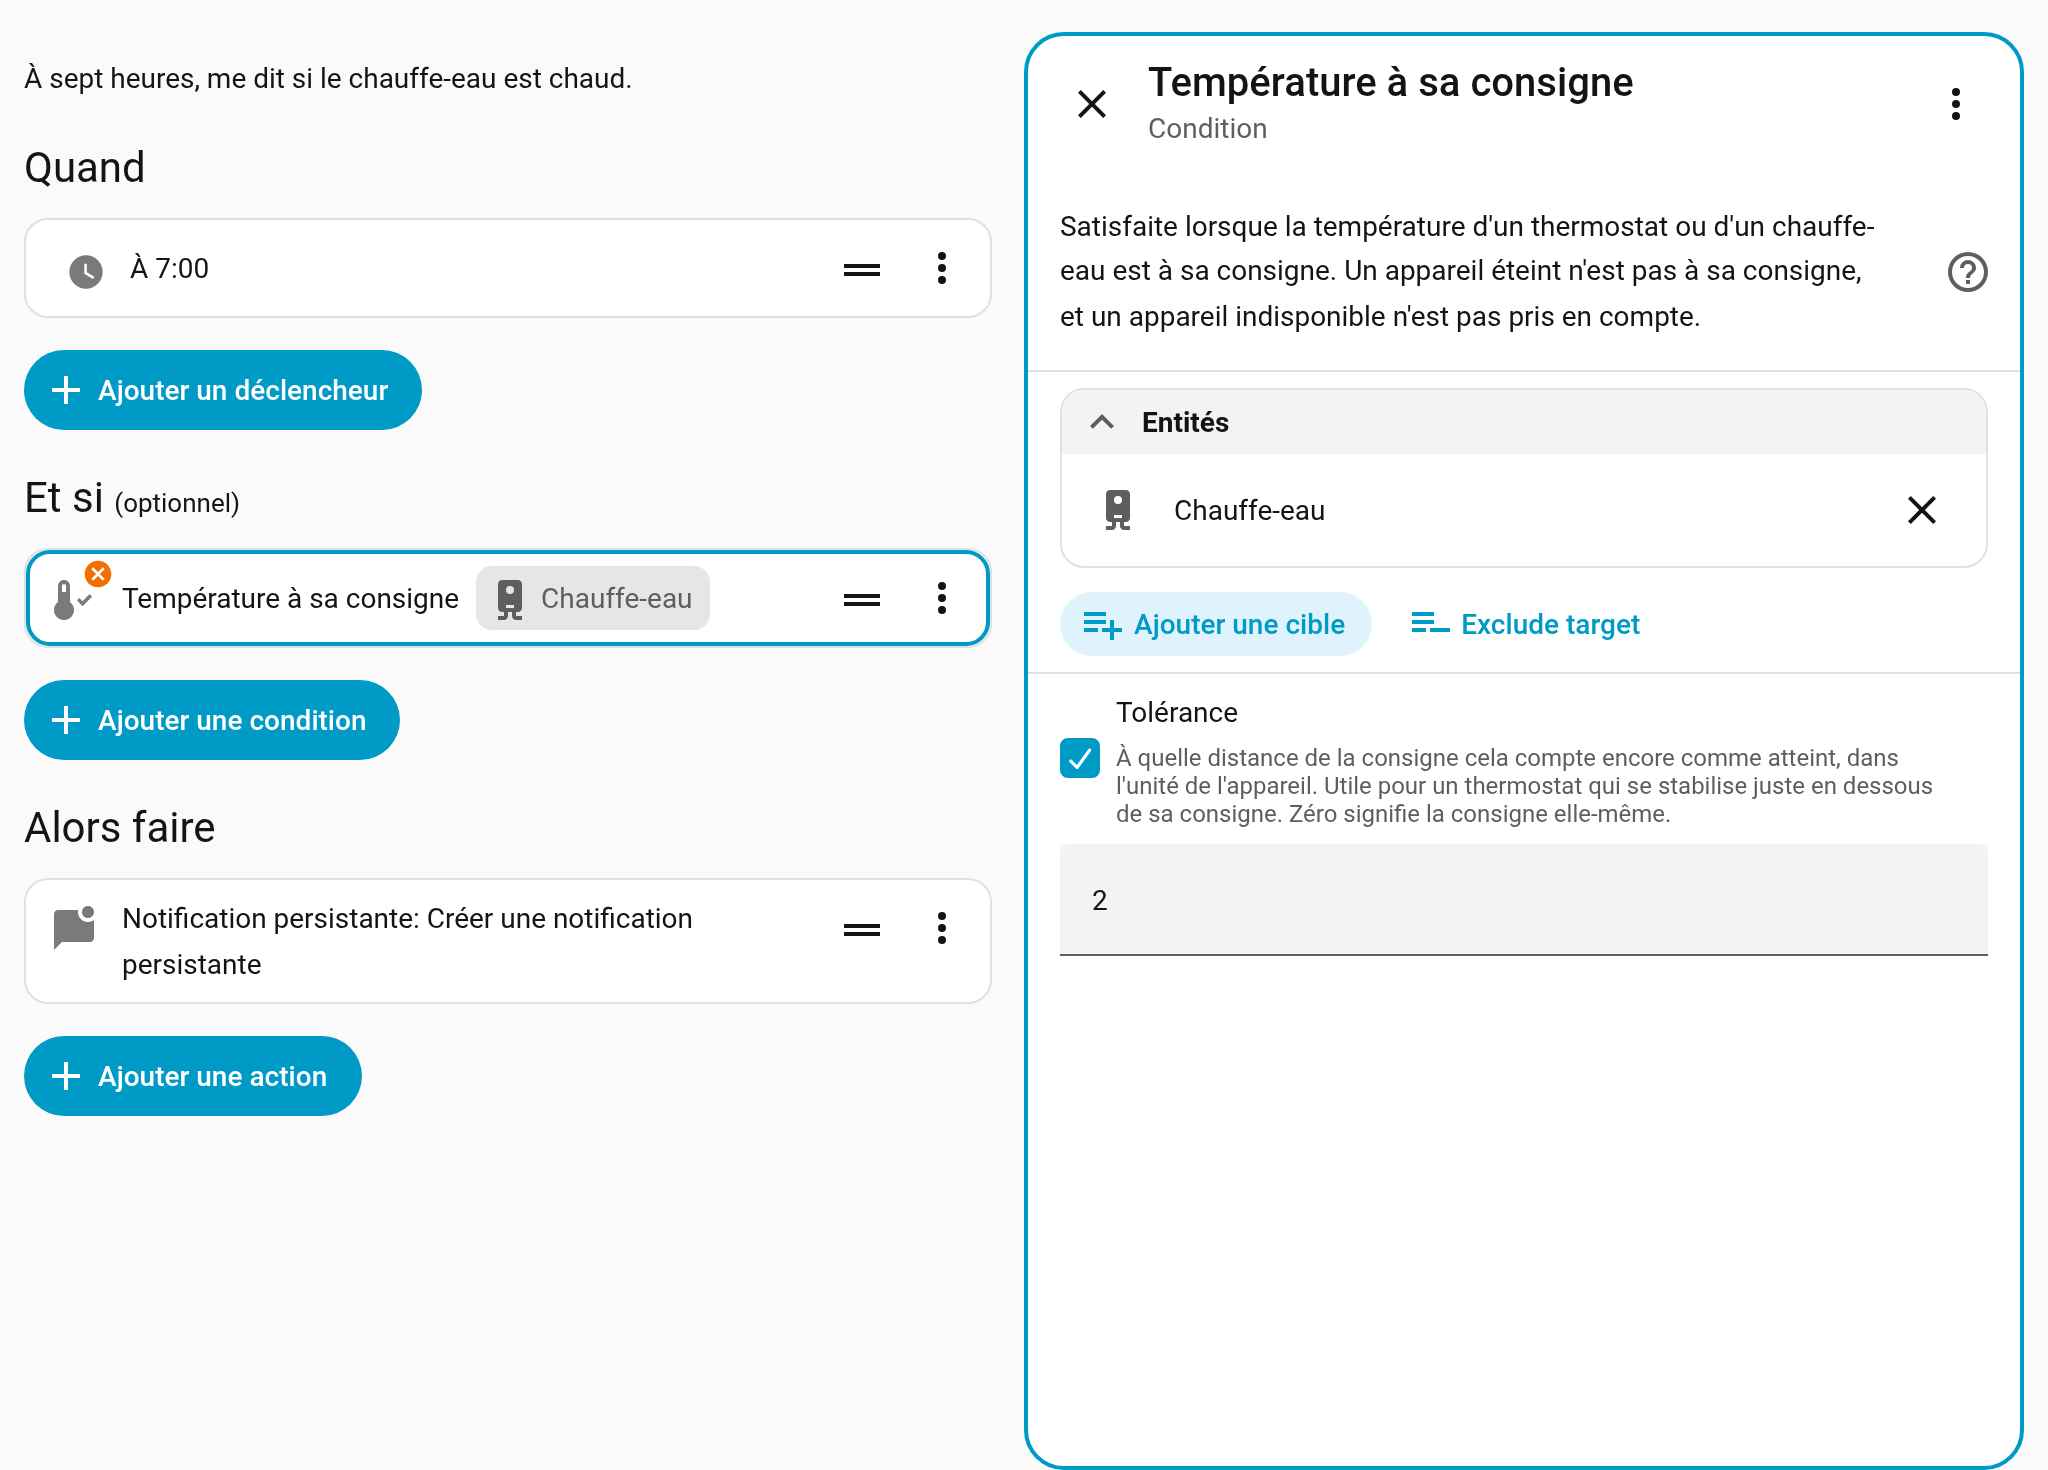 À sept heures, me dit si le chauffe-eau est chaud.
Quand
À 7:00
Ajouter un déclencheur
Et si (optionnel)
Température à sa consigne Chauffe-eau
Ajouter une condition
Alors faire
Notification persistante: Créer une notification
persistante
Ajouter une action
Température à sa consigne
Condition
Satisfaite lorsque la température d'un thermostat ou d'un chauffe-
eau est à sa consigne. Un appareil éteint n'est pas à sa consigne,
et un appareil indisponible n'est pas pris en compte.
Entités
Chauffe-eau
Ajouter une cible Exclude target
Tolérance
À quelle distance de la consigne cela compte encore comme atteint, dans
l'unité de l'appareil. Utile pour un thermostat qui se stabilise juste en dessous
de sa consigne. Zéro signifie la consigne elle-même.
2